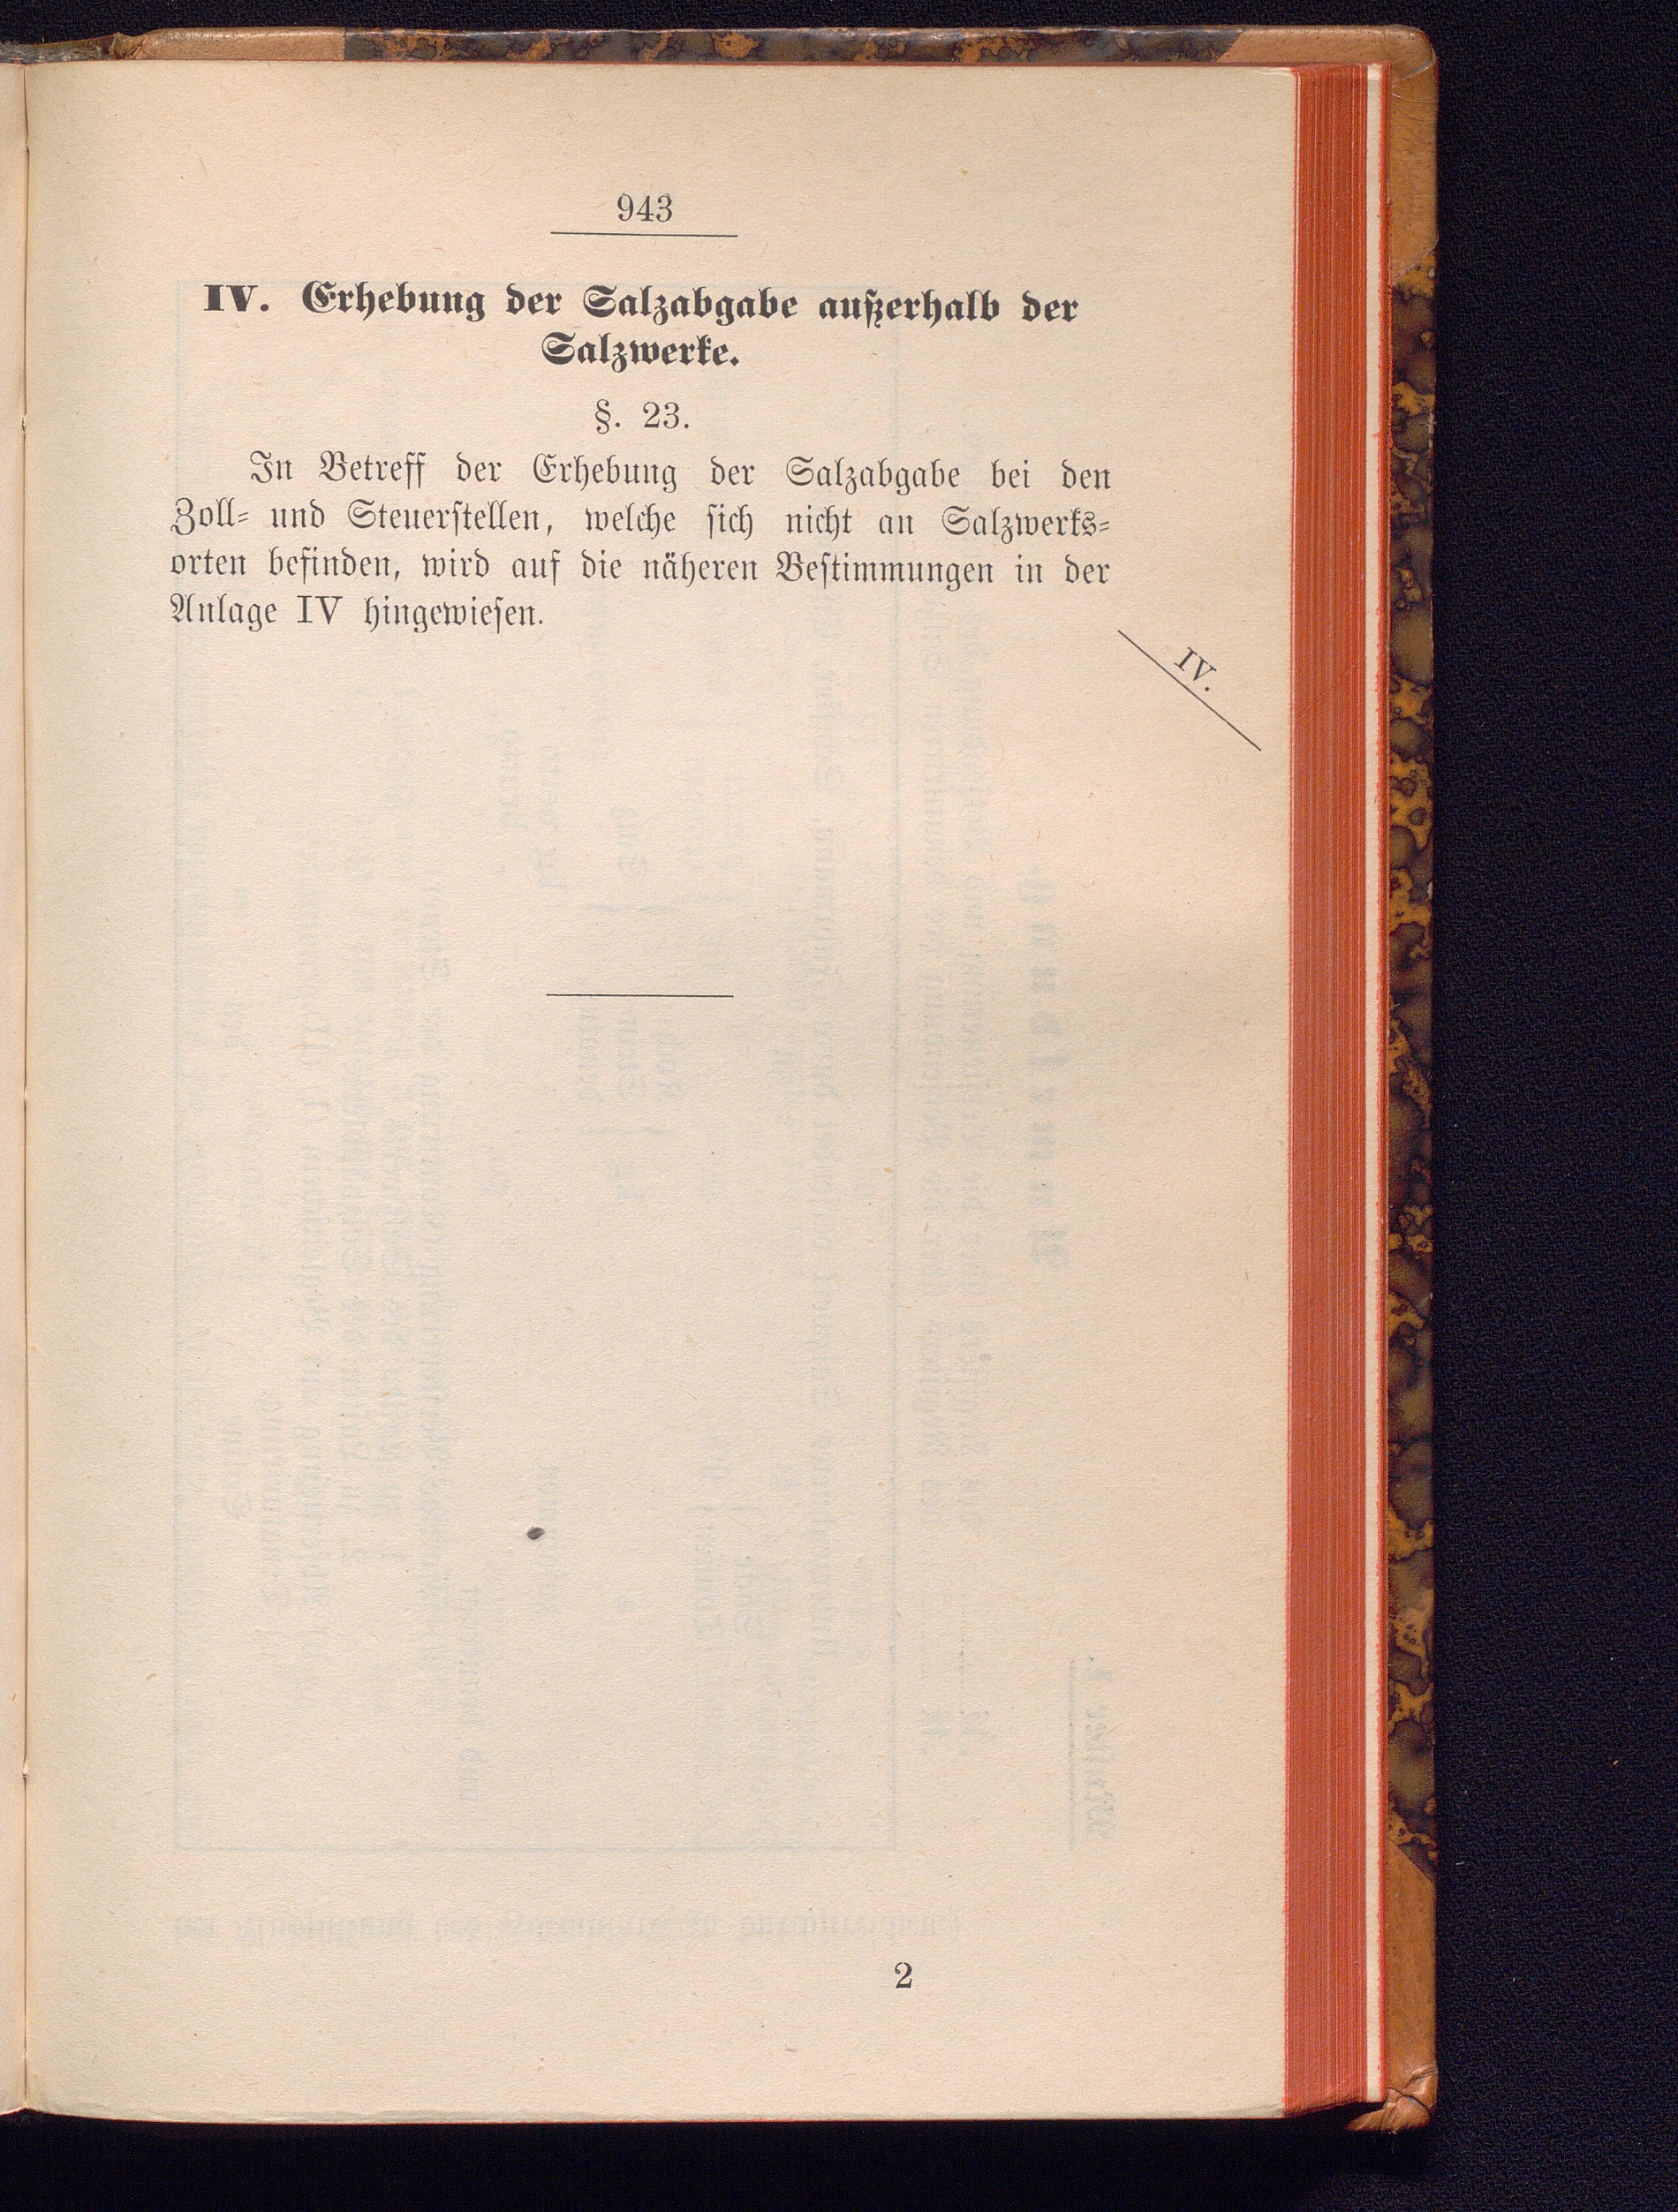 943
IV. Erhebung der Salzabgabe außerhalb der
Salzwerke.
§. 23.
In Betreff der Erhebung der Salzabgabe bei den
Zoll- und Steuerstellen, welche sich nicht an Salzwerks-
orten befinden, wird auf die näheren Bestimmungen in der
Anlage IV hingewiesen.
IV.
2